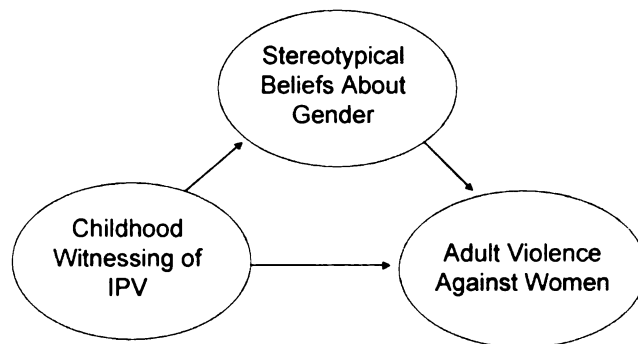 Stereotypical
Beliefs About
Gender
Childhood
Witnessing of
IPV
Adult Violence
Against Women